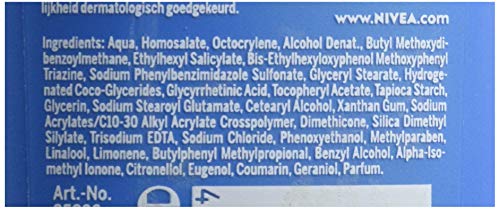 lijkheid dermatologisch goedgekeurd.
www.NIVEA.com
Ingredients: Aqua, Homosalate, Octocrylene, Alcohol Denat., Butyl Methoxydi-
benzoylmethane, Ethylhexyl Salicylate, Bis-Ethylhexyloxyphenol Methoxyphenyl
Triazine, Sodium Phenylbenzimidazole Sulfonate, Glyceryl Stearate, Hydroge-
nated Coco-Glycerides, Glycyrrhetinic Acid, Tocopheryl Acetate, Tapioca Starch,
Glycerin, Sodium Stearoyl Glutamate, Cetearyl Alcohol, Xanthan Gum, Sodium
Acrylates/C10-30 Alkyl Acrylate Crosspolymer, Dimethicone, Silica Dimethyl
Silylate, Trisodium EDTA, Sodium Chloride, Phenoxyethanol, Methylparaben,
Linalool, Limonene, Butylphenyl Methylpropional, Benzyl Alcohol, Alpha-Iso-
methyl Ionone, Citronellol, Eugenol, Coumarin, Geraniol, Parfum.
Art.-No.